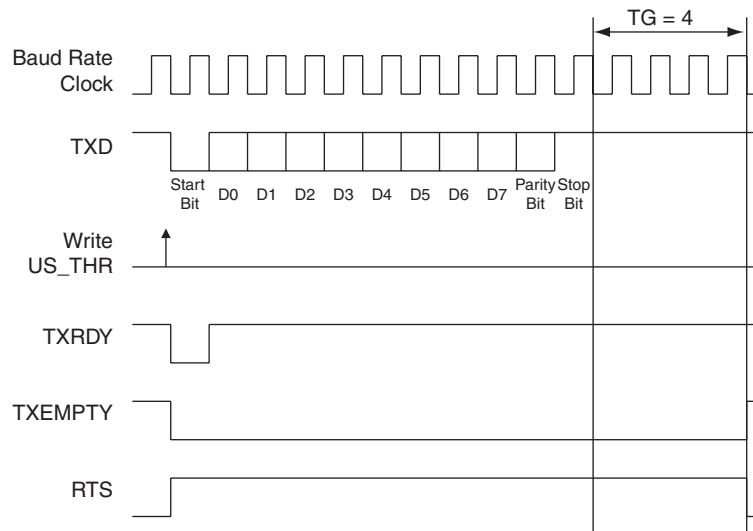 TG = 4
Baud Rate
Clock
TXD
Start
Bit
D0
D1
D2
D3
D4
D5
D6
D7
Parity
Bit
Stop
Bit
Write
US_THR
TXRDY
TXEMPTY
RTS